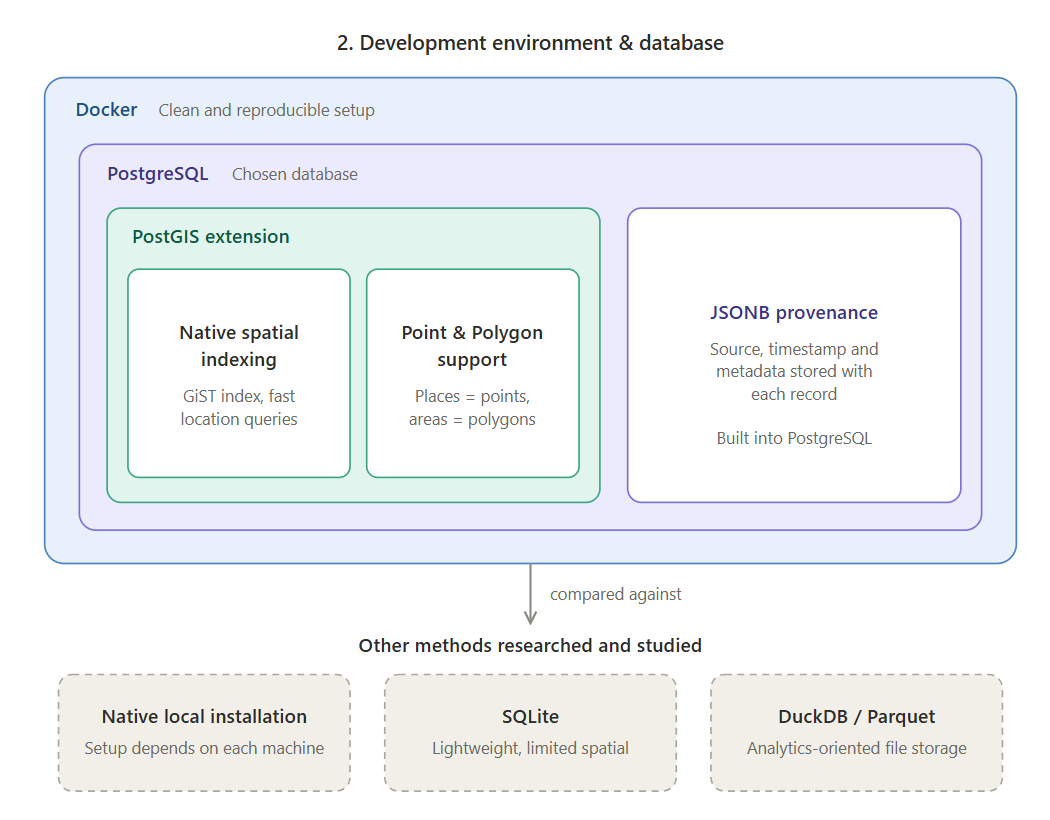 2. Development environment & database
Docker Clean and reproducible setup
PostgreSQL Chosen database
PostGIS extension
Native spatial
indexing
GiST index, fast
location queries
Point & Polygon
support
Places = points,
areas = polygons
JSONB provenance
Source, timestamp and
metadata stored with
each record
Built into PostgreSQL
compared against
Other methods researched and studied
Native local installation
Setup depends on each machine
SQLite
Lightweight, limited spatial
DuckDB / Parquet
Analytics-oriented file storage